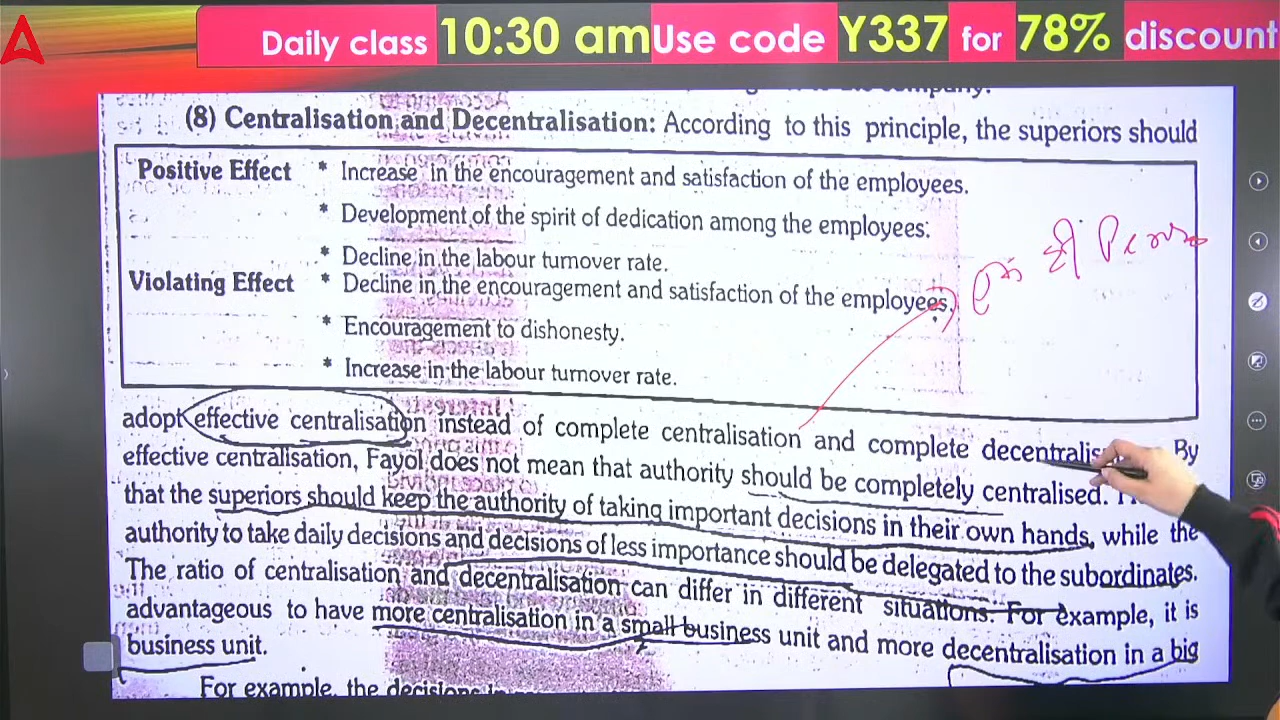 Daily class 10:30 am Use code Y337 for 78% discount
(8) Centralisation and Decentralisation: According to this principle, the superiors should
Positive Effect * Increase in the encouragement and satisfaction of the employees.
* Development of the spirit of dedication among the employees.
* Decline in the labour turnover rate.
Violating Effect * Decline in the encouragement and satisfaction of the employees.
* Encouragement to dishonesty.
* Increase in the labour turnover rate.
adopt effective centralisation instead of complete centralisation and complete By
effective centralisation, Fayol does not mean that authority should be completely centralised.
that the superiors should keep the authority of taking important decisions in their own hands, while the
authority to take daily decisions and decisions of less importance should be delegated to the subordinates.
The ratio of centralisation and decentralisation can differ in different situations. For example, it is
advantageous to have more centralisation in a small business unit and more decentralisation in a big
business unit.
For example, the decisions